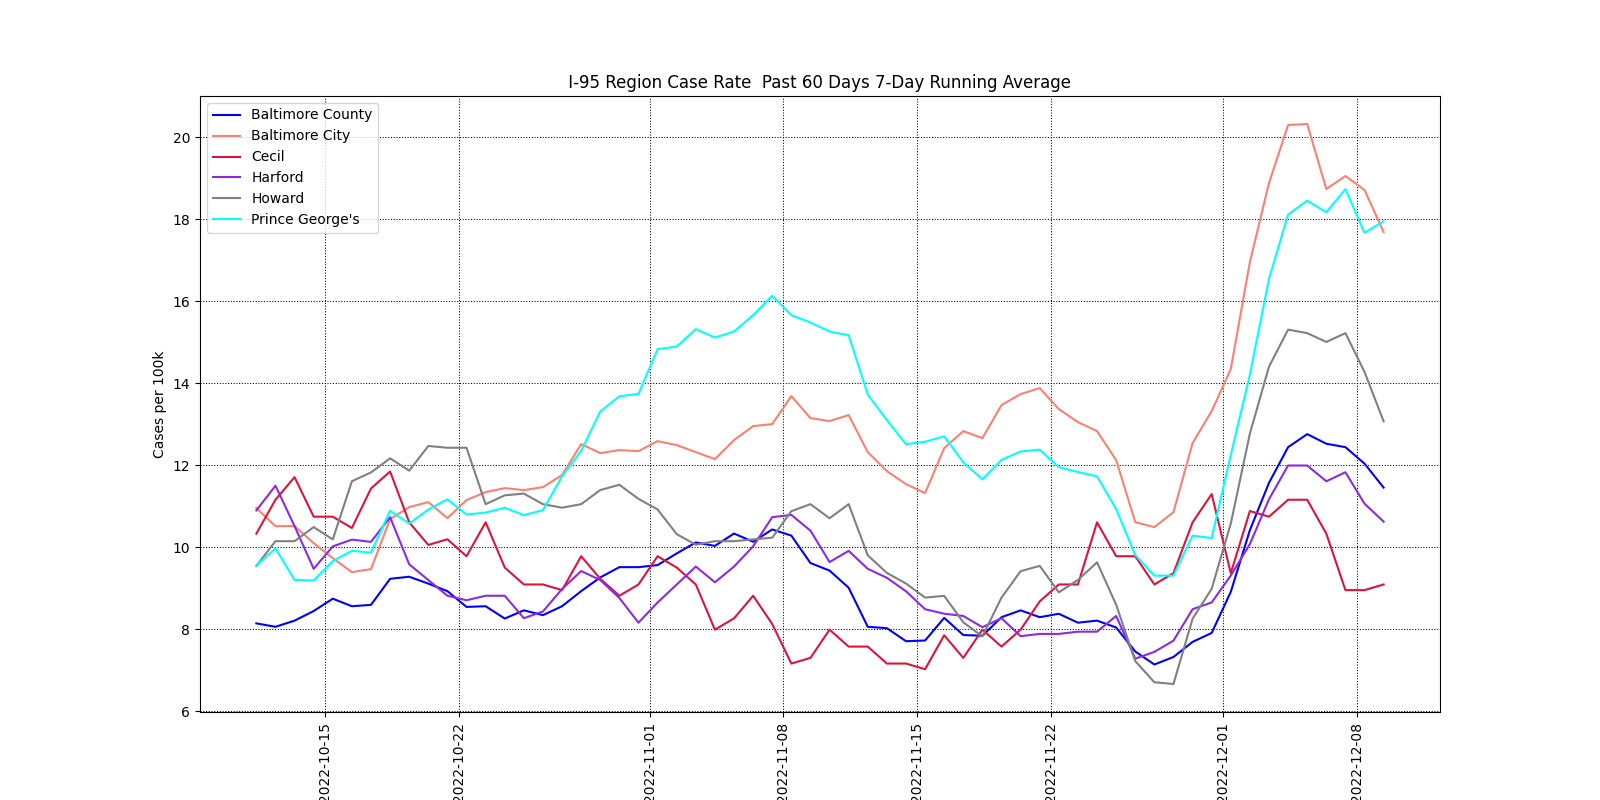 I-95 Region Case Rate  Past 60 Days 7-Day Running Average
Baltimore County
Baltimore City
Cecil
Harford
Howard
Prince George's
Cases per 100k
20
18
16
14
12
10
8
6
2022-10-15
2022-10-22
2022-11-01
2022-11-08
2022-11-15
2022-11-22
2022-12-01
2022-12-08